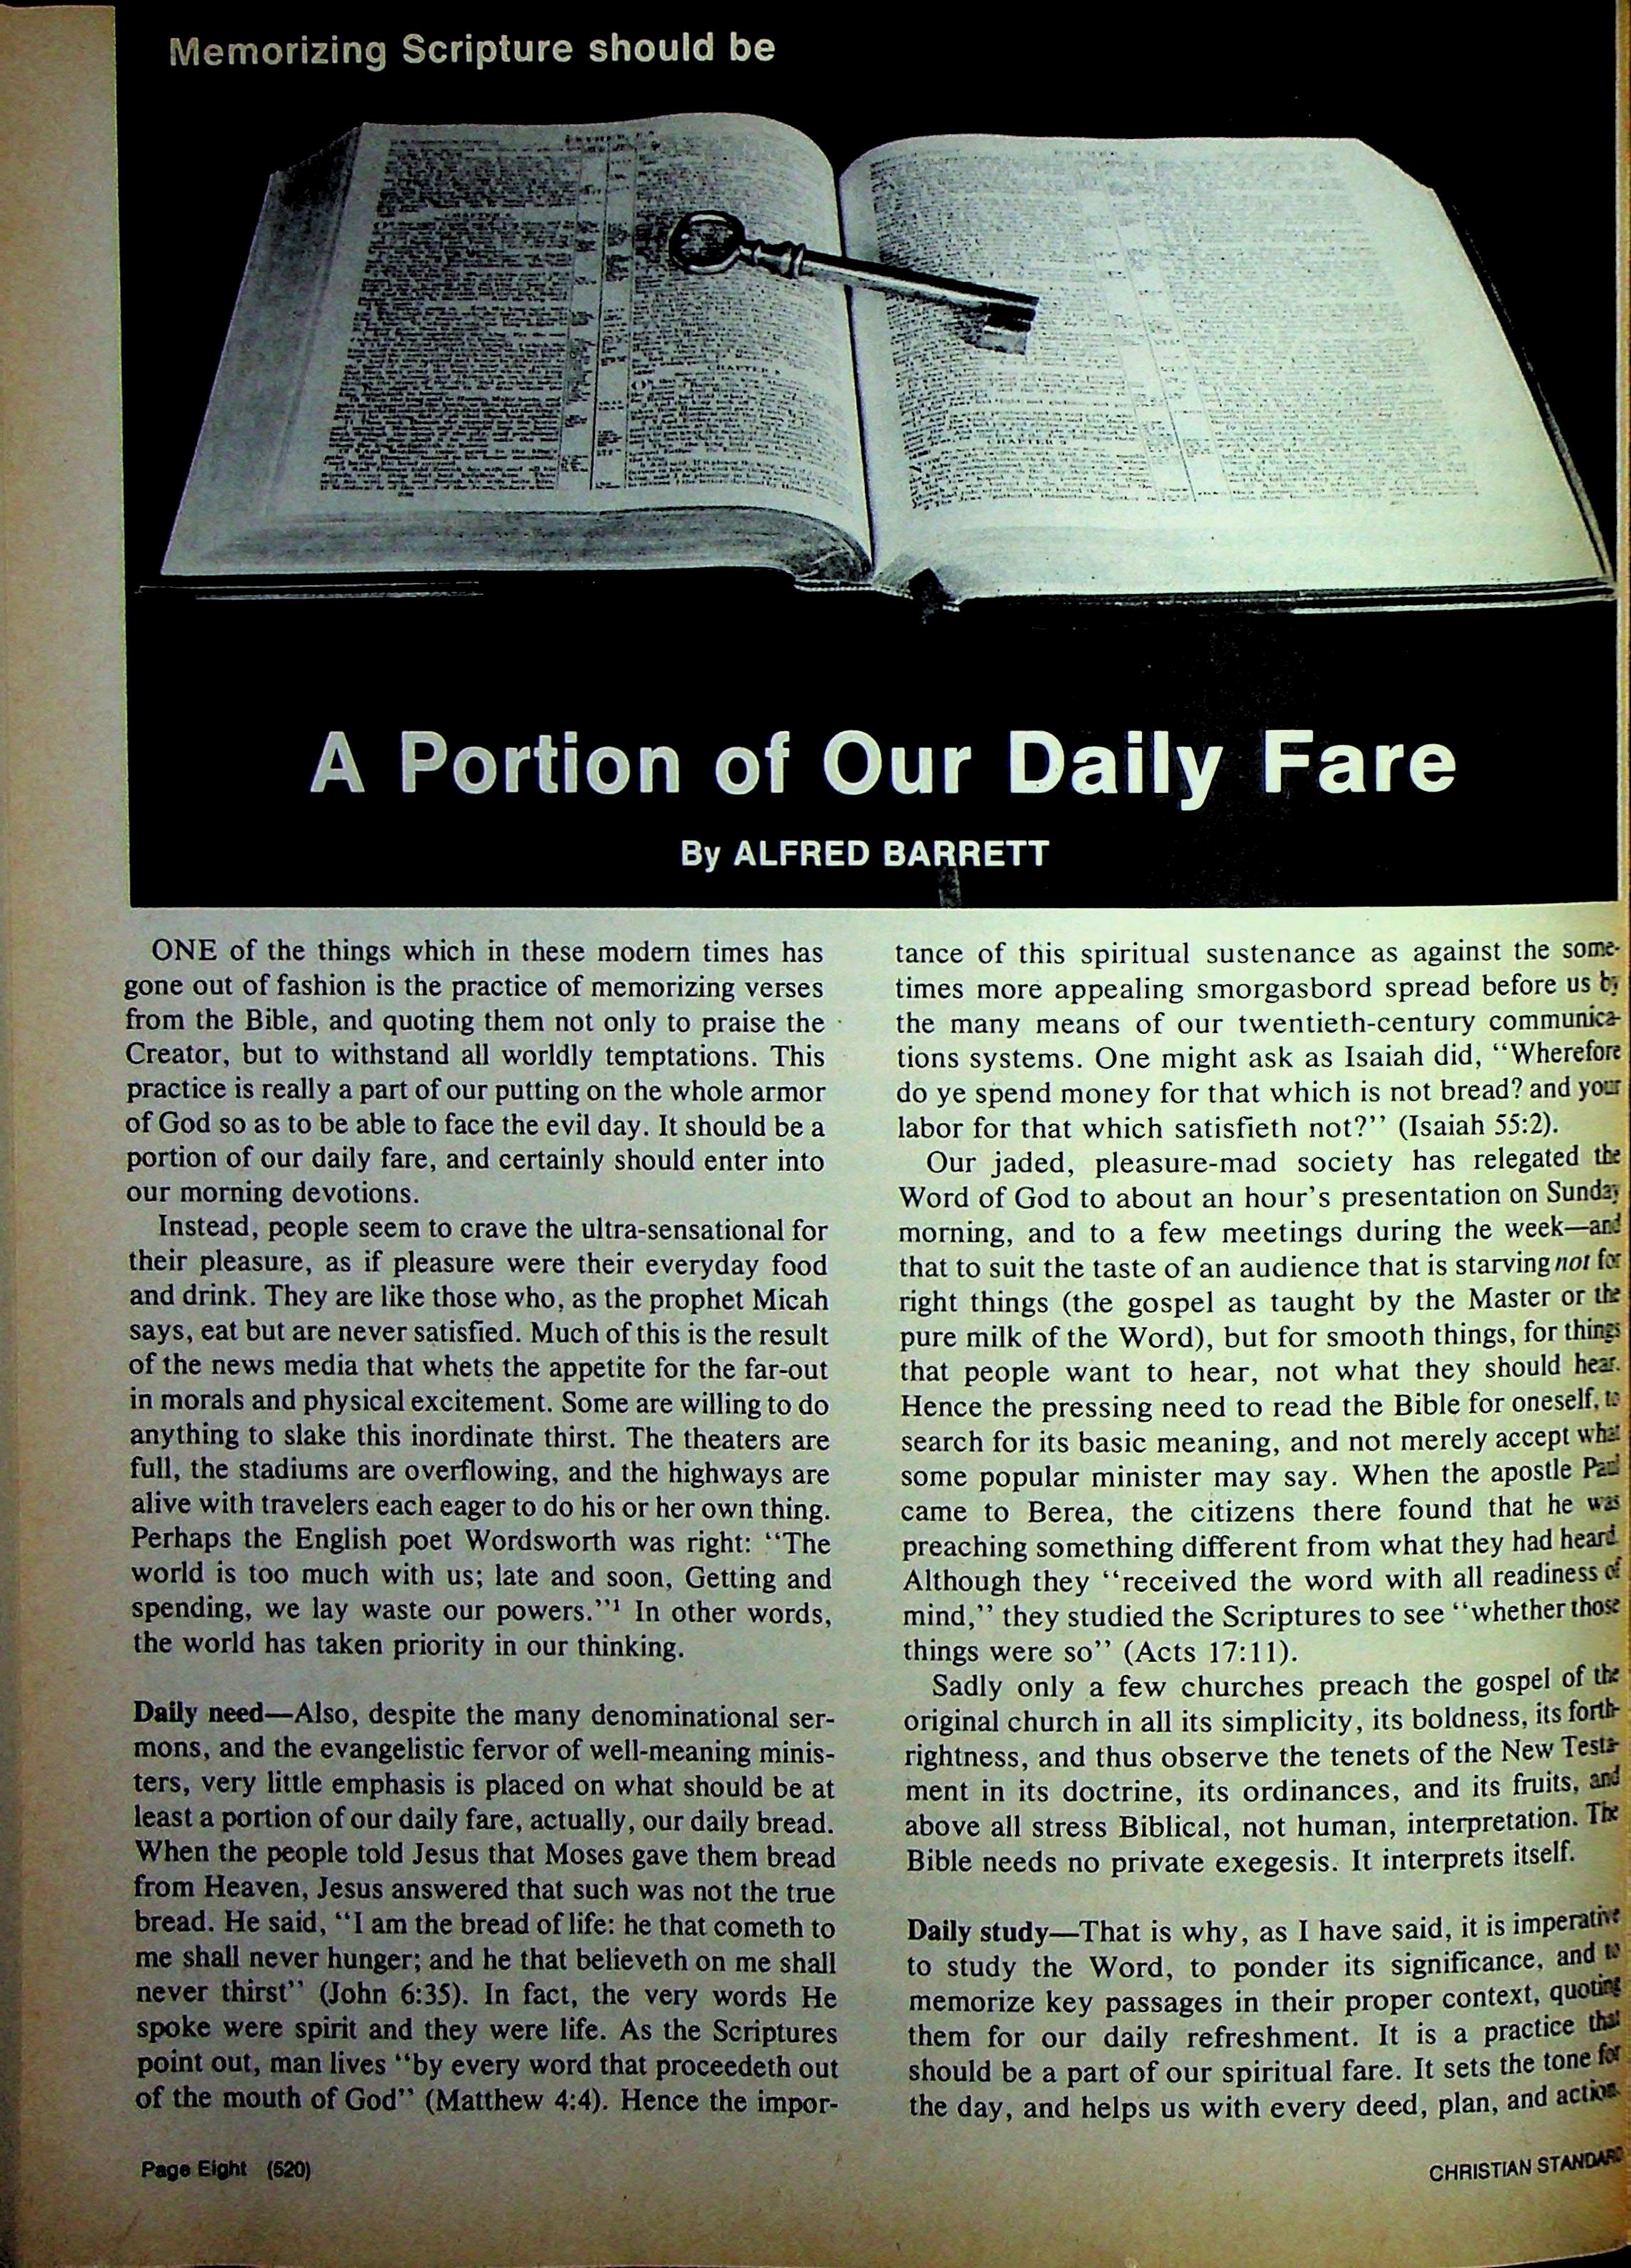 Memorizing Scripture should be
CHAPTER
A Portion of Our Daily Fare
By ALFRED BARRETT
ONE of the things which in these modern times has
gone out of fashion is the practice of memorizing verses
from the Bible, and quoting them not only to praise the
Creator, but to withstand all worldly temptations. This
practice is really a part of our putting on the whole armor
of God so as to be able to face the evil day. It should be a
portion of our daily fare, and certainly should enter into
our morning devotions.
Instead, people seem to crave the ultra-sensational for
their pleasure, as if pleasure were their everyday food
and drink. They are like those who, as the prophet Micah
says, eat but are never satisfied. Much of this is the result
of the news media that whets the appetite for the far-out
in morals and physical excitement. Some are willing to do
anything to slake this inordinate thirst. The theaters are
full, the stadiums are overflowing, and the highways are
alive with travelers each eager to do his or her own thing.
Perhaps the English poet Wordsworth was right: “The
world is too much with us; late and soon, Getting and
spending, we lay waste our powers.”¹ In other words,
the world has taken priority in our thinking.
Daily need—Also, despite the many denominational ser-
mons, and the evangelistic fervor of well-meaning minis-
ters, very little emphasis is placed on what should be at
least a portion of our daily fare, actually, our daily bread.
When the people told Jesus that Moses gave them bread
from Heaven, Jesus answered that such was not the true
bread. He said, “I am the bread of life: he that cometh to
me shall never hunger; and he that believeth on me shall
never thirst” (John 6:35). In fact, the very words He
spoke were spirit and they were life. As the Scriptures
point out, man lives “by every word that proceedeth out
of the mouth of God” (Matthew 4:4). Hence the impor-
tance of this spiritual sustenance as against the some-
times more appealing smorgasbord spread before us by
the many means of our twentieth-century communica-
tions systems. One might ask as Isaiah did, “Wherefore
do ye spend money for that which is not bread? and your
labor for that which satisfieth not?” (Isaiah 55:2).
Our jaded, pleasure-mad society has relegated the
Word of God to about an hour's presentation on Sunday
morning, and to a few meetings during the week—and
that to suit the taste of an audience that is starving not for
right things (the gospel as taught by the Master or the
pure milk of the Word), but for smooth things, for things
that people want to hear, not what they should hear.
Hence the pressing need to read the Bible for oneself, to
search for its basic meaning, and not merely accept what
some popular minister may say. When the apostle Paul
came to Berea, the citizens there found that he was
preaching something different from what they had heard.
Although they “received the word with all readiness of
mind,” they studied the Scriptures to see “whether those
things were so” (Acts 17:11).
Sadly only a few churches preach the gospel of the
original church in all its simplicity, its boldness, its forth-
rightness, and thus observe the tenets of the New Testa-
ment in its doctrine, its ordinances, and its fruits, and
above all stress Biblical, not human, interpretation. The
Bible needs no private exegesis. It interprets itself.
Daily study—That is why, as I have said, it is imperative
to study the Word, to ponder its significance, and to
memorize key passages in their proper context, quoting
them for our daily refreshment. It is a practice that
should be a part of our spiritual fare. It sets the tone for
the day, and helps us with every deed, plan, and action.
Page Eight (520)
CHRISTIAN STANDARD